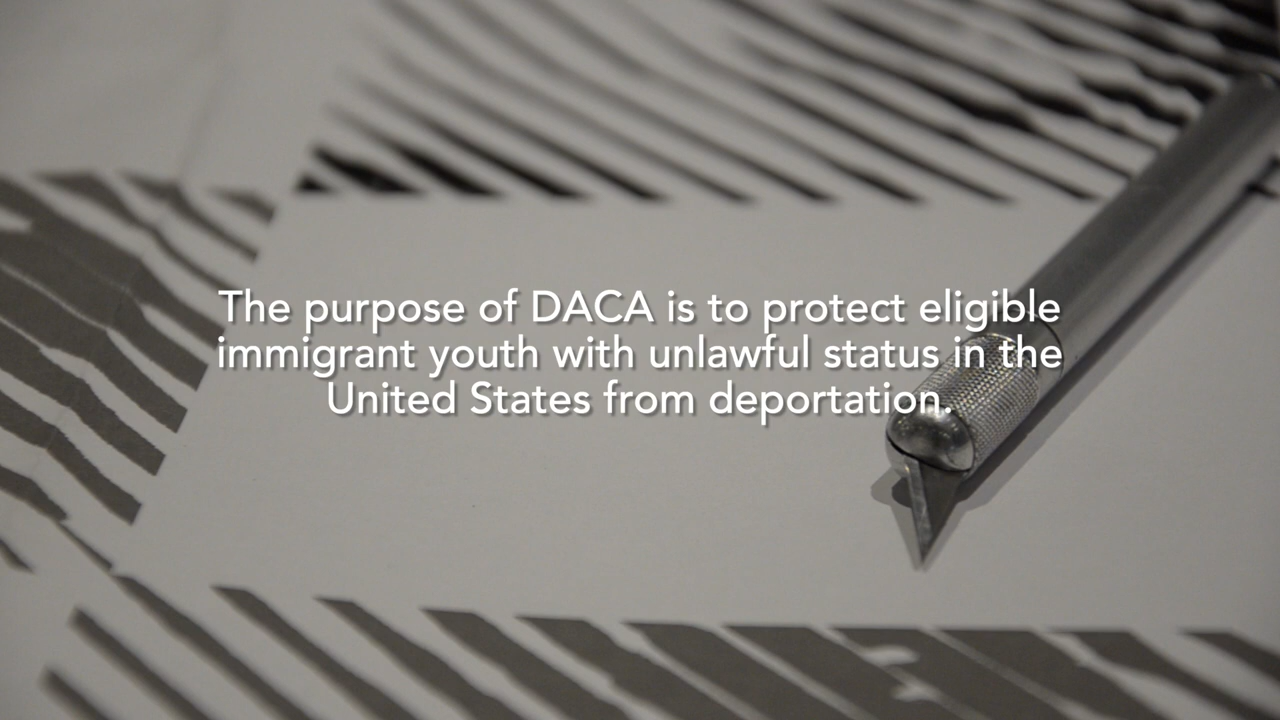 The purpose of DACA is to protect eligible
immigrant youth with unlawful status in the
United States from deportation.